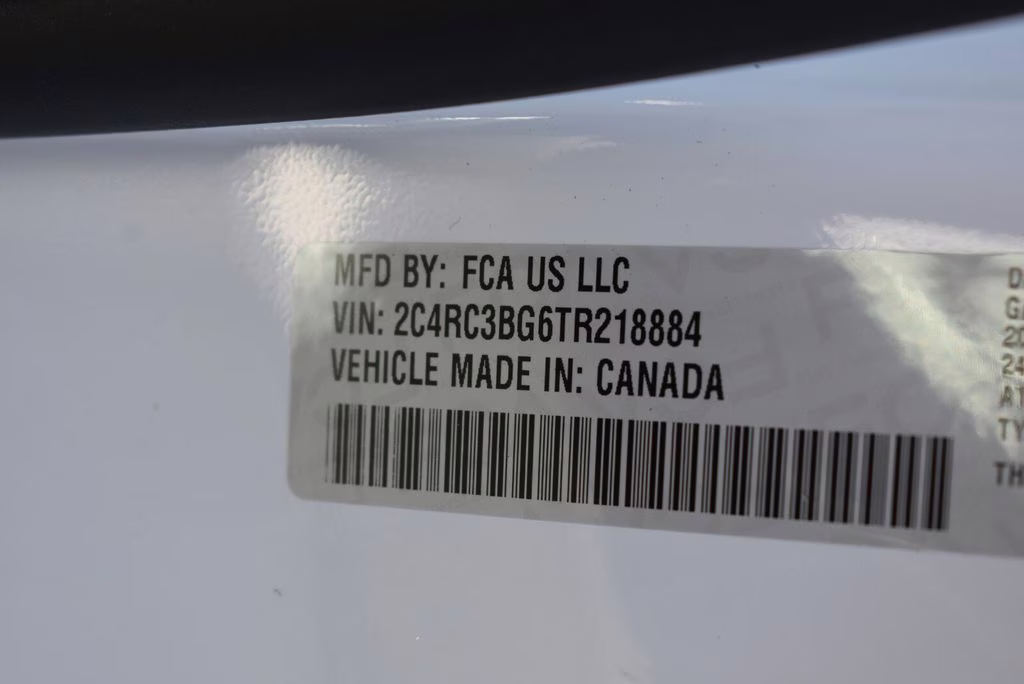 MFD BY: FCA US LLC
VIN: 2C4RC3BG6TR218884
VEHICLE MADE IN: CANADA